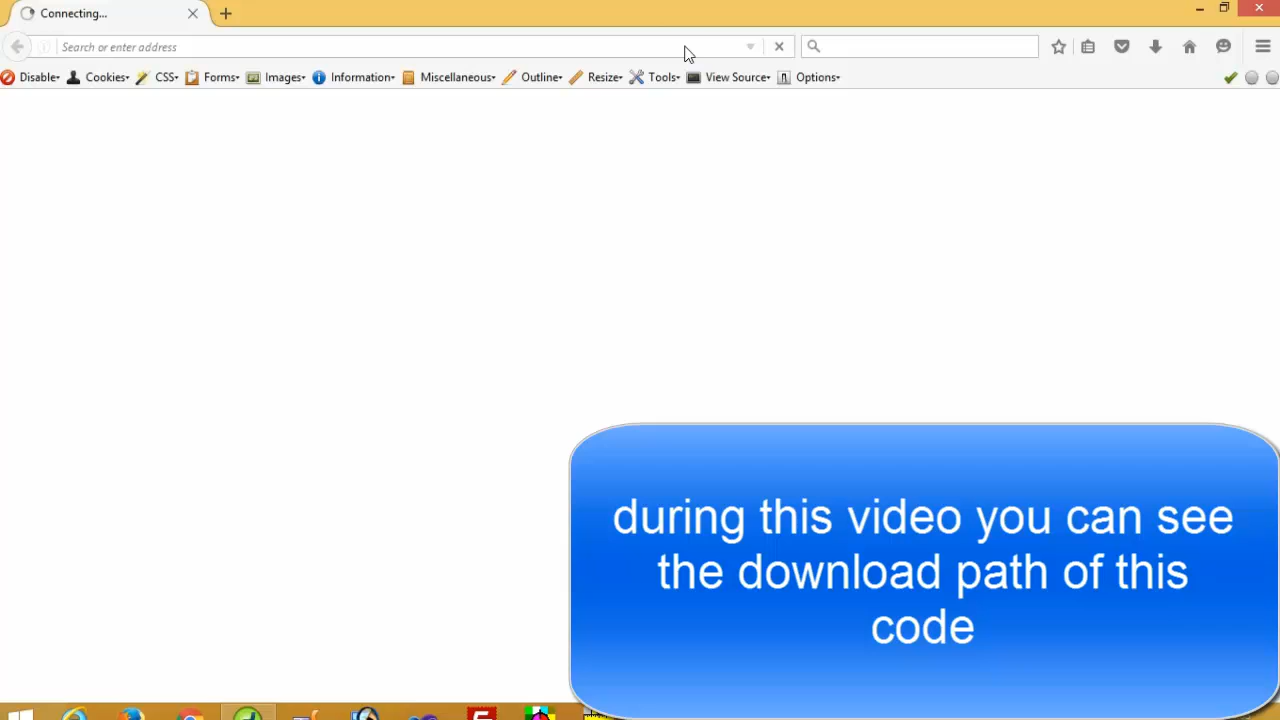 Connecting...
Search or enter address
Disable Cookies CSS Forms Images Information Miscellaneous Outline Resize Tools View Source Options
during this video you can see
the download path of this
code